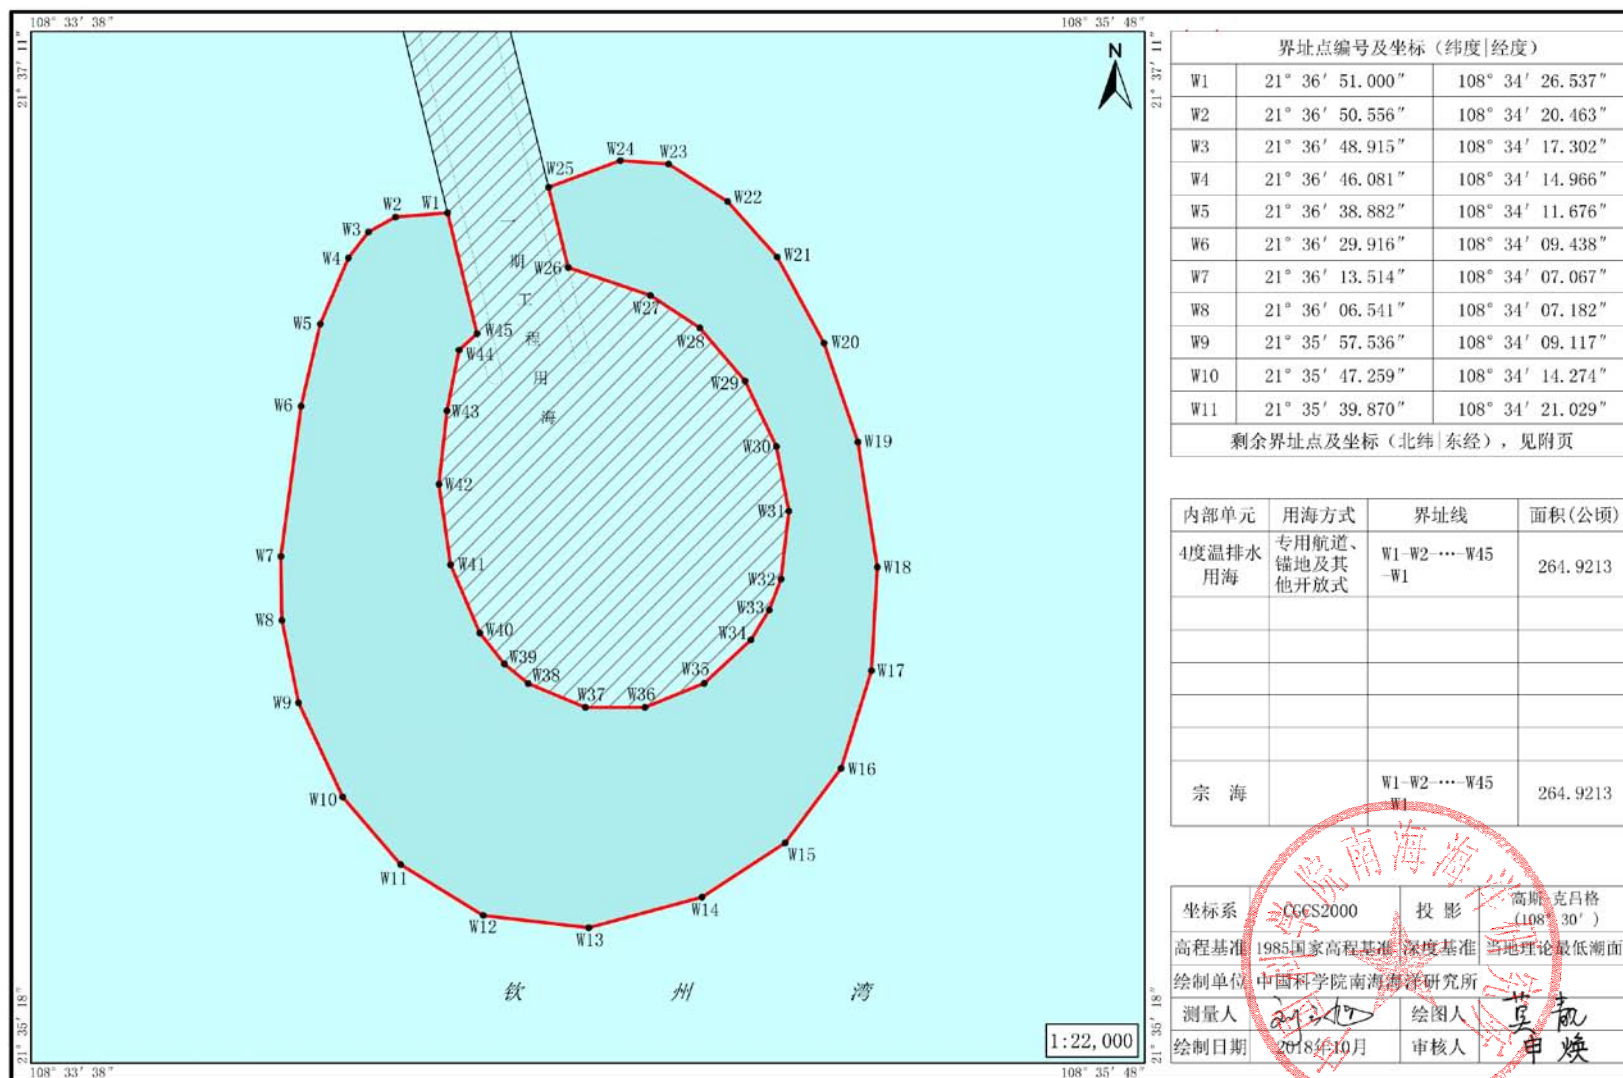 108° 33′ 38″
108° 35′ 48″
21° 37′ 11″
21° 37′ 11″
N
W24
W23
W25
W22
W2
W1
W3
一
W21
W4
期
W26
工
W27
W5
W45
W28
程
W20
W44
用
W29
W6
W43
海
W30
W19
W42
W31
W7
W41
W32
W18
W33
W8
W40
W34
W39
W38
W35
W17
W9
W37
W36
W16
W10
W15
W11
W14
W12
W13
钦 州 湾
21° 35′ 18″
21° 35′ 18″
1:22,000
108° 33′ 38″
108° 35′ 48″
界址点编号及坐标（纬度|经度）
W1 21° 36′ 51.000″ 108° 34′ 26.537″
W2 21° 36′ 50.556″ 108° 34′ 20.463″
W3 21° 36′ 48.915″ 108° 34′ 17.302″
W4 21° 36′ 46.081″ 108° 34′ 14.966″
W5 21° 36′ 38.882″ 108° 34′ 11.676″
W6 21° 36′ 29.916″ 108° 34′ 09.438″
W7 21° 36′ 13.514″ 108° 34′ 07.067″
W8 21° 36′ 06.541″ 108° 34′ 07.182″
W9 21° 35′ 57.536″ 108° 34′ 09.117″
W10 21° 35′ 47.259″ 108° 34′ 14.274″
W11 21° 35′ 39.870″ 108° 34′ 21.029″
剩余界址点及坐标（北纬|东经），见附页
内部单元 用海方式 界址线 面积(公顷)
4度温排水用海 专用航道、锚地及其他开放式 W1-W2-…-W45-W1 264.9213
宗 海 W1-W2-…-W45 W1 264.9213
坐标系 CGCS2000 投 影 高斯 克吕格 (108° 30′ )
高程基准 1985国家高程基准 深度基准 当地理论最低潮面
绘制单位 中国科学院南海海洋研究所
测量人 绘图人
绘制日期 2018年10月 审核人 申焕